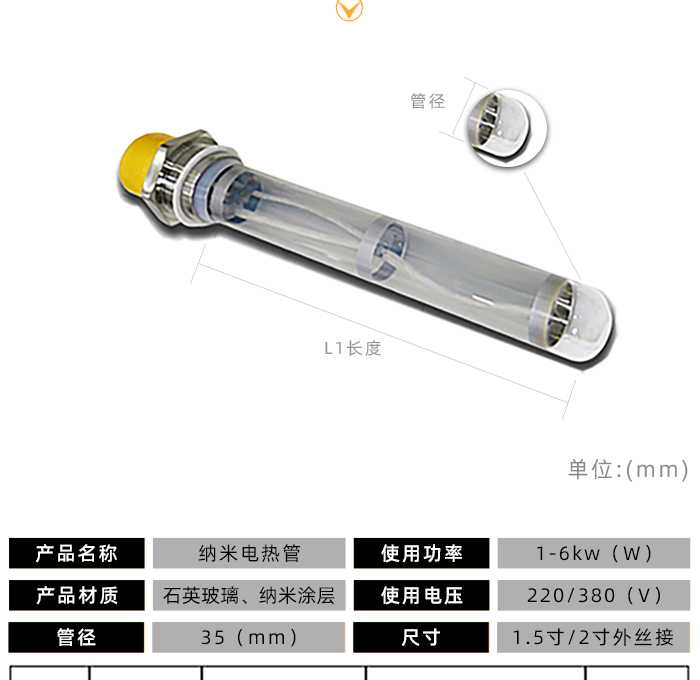 管径
L1长度
单位:(mm)
产品名称 纳米电热管 使用功率 1-6kw（W）
产品材质 石英玻璃、纳米涂层 使用电压 220/380（V）
管径 35（mm） 尺寸 1.5寸/2寸外丝接